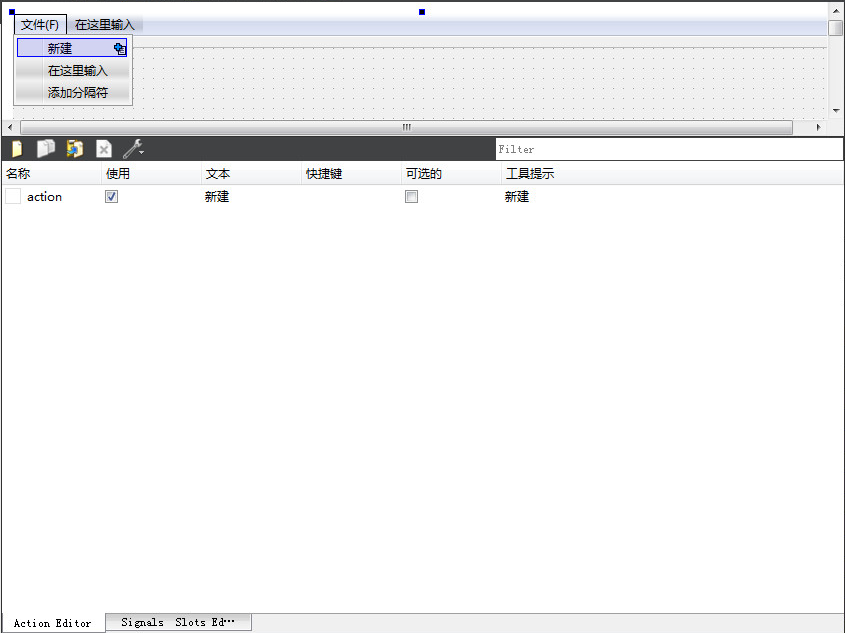 文件(F) 在这里输入
新建
在这里输入
添加分隔符
Filter
名称 使用 文本 快捷键 可选的 工具提示
action 新建 新建
Action Editor Signals Slots Ed…